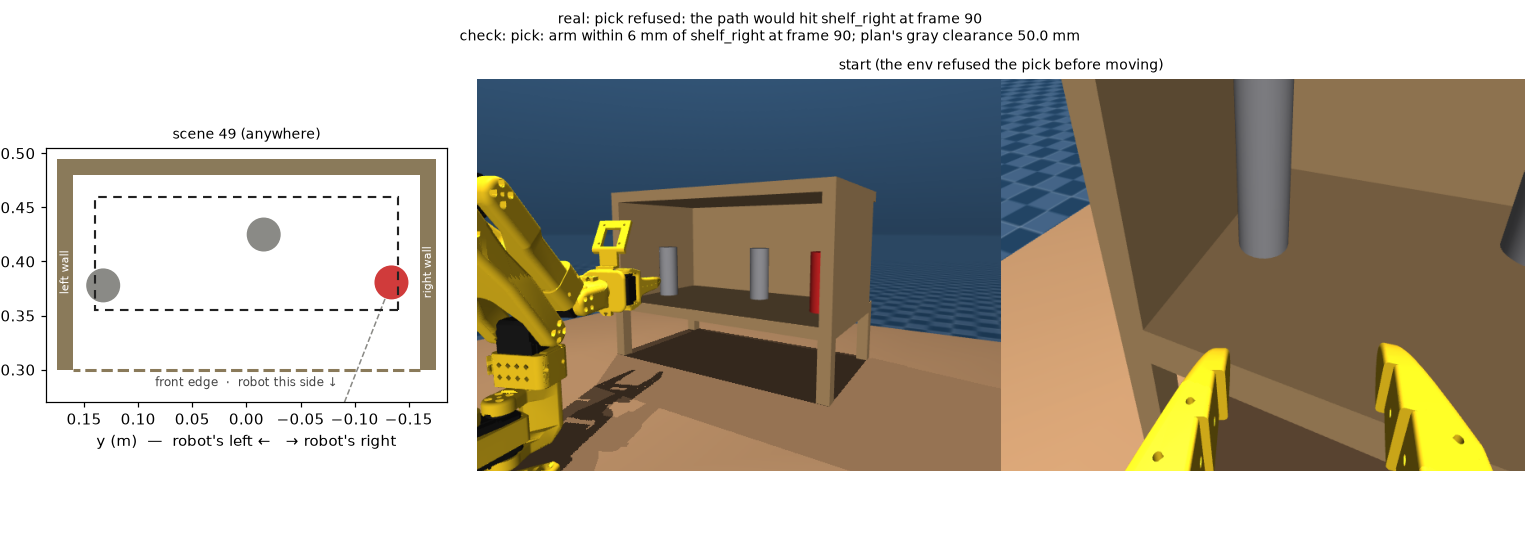 real: pick refused: the path would hit shelf_right at frame 90
check: pick: arm within 6 mm of shelf_right at frame 90; plan's gray clearance 50.0 mm
start (the env refused the pick before moving)
scene 49 (anywhere)
0.50
0.45
0.40
0.35
0.30
left wall
right wall
front edge · robot this side ↓
0.15 0.10 0.05 0.00 −0.05 −0.10 −0.15
y (m) — robot's left ← → robot's right